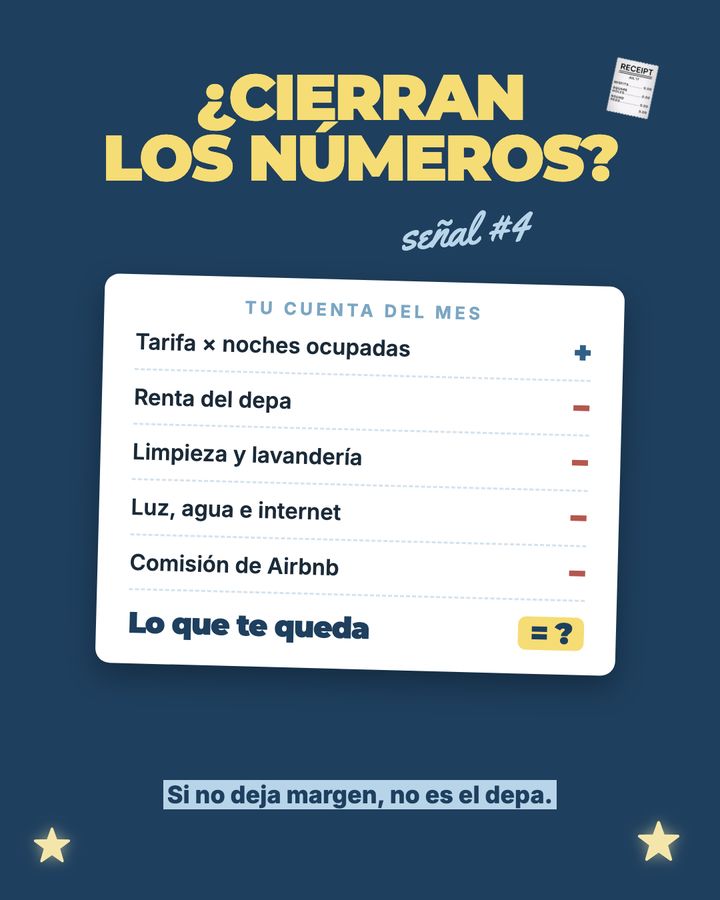 ¿CIERRAN
LOS NÚMEROS?
RECEIPT
señal #4
TU CUENTA DEL MES
Tarifa × noches ocupadas +
Renta del depa −
Limpieza y lavandería −
Luz, agua e internet −
Comisión de Airbnb −
Lo que te queda = ?
Si no deja margen, no es el depa.